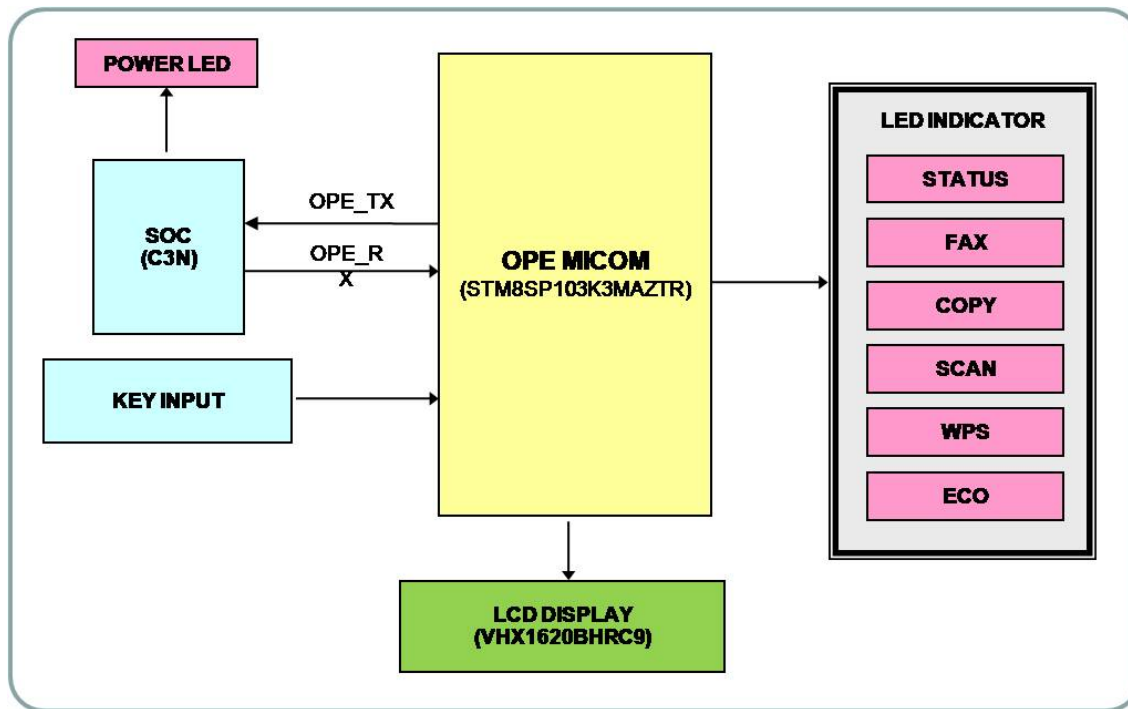 POWER LED
SOC
(C3N)
OPE_TX
OPE_R
X
KEY INPUT
OPE MICOM
(STM8SP103K3MAZTR)
LCD DISPLAY
(VHX1620BHRC9)
LED INDICATOR
STATUS
FAX
COPY
SCAN
WPS
ECO